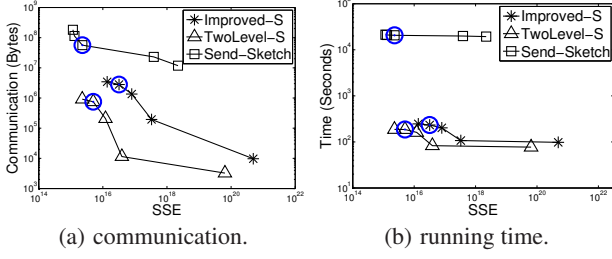 Communication (Bytes)
10^9
10^8
10^7
10^6
10^5
10^4
10^3
10^14
10^16
10^18
10^20
10^22
SSE
Improved-S
TwoLevel-S
Send-Sketch
(a) communication.
Time (Seconds)
10^5
10^4
10^3
10^2
10^1
10^14
10^16
10^18
10^20
10^22
SSE
Improved-S
TwoLevel-S
Send-Sketch
(b) running time.